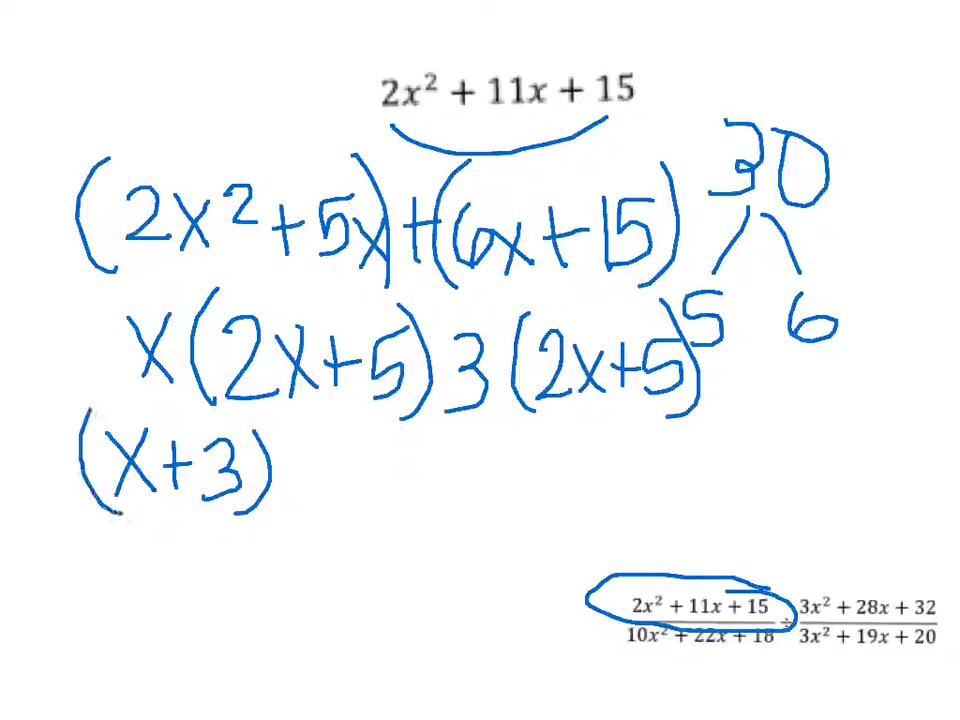 2x² + 11x + 15
30
(2x²+5x)+(6x+15)
5 6
x(2x+5)3(2x+5)
(x+3)
2x² + 11x + 15 3x² + 28x + 32
÷
10x² + 22x + 18 3x² + 19x + 20